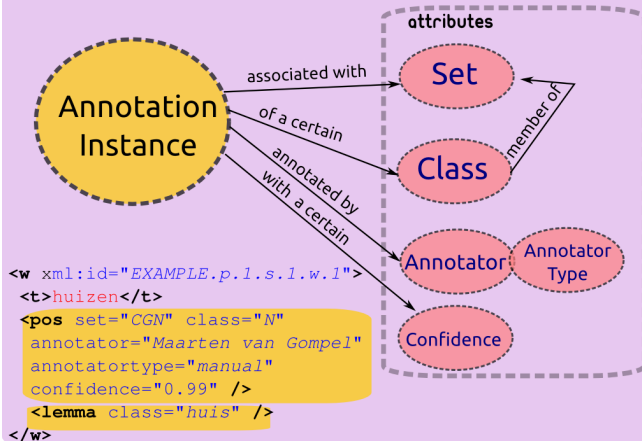 attributes
Annotation
Instance
associated with
of a certain
annotated by
with a certain
Set
Class
member of
Annotator
Annotator
Type
Confidence
<w xml:id="EXAMPLE.p.1.s.1.w.1">
<t>huizen</t>
<pos set="CGN" class="N"
annotator="Maarten van Gompel"
annotatortype="manual"
confidence="0.99" />
<lemma class="huis" />
</w>